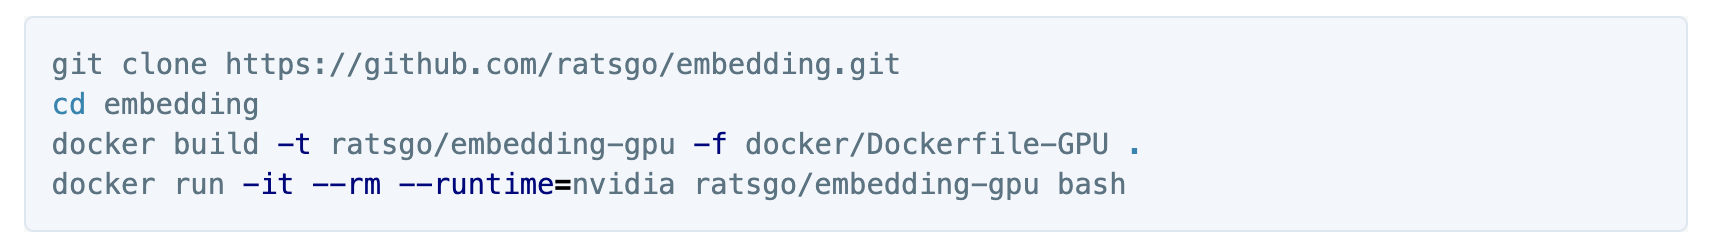 git clone https://github.com/ratsgo/embedding.git
cd embedding
docker build -t ratsgo/embedding-gpu -f docker/Dockerfile-GPU .
docker run -it --rm --runtime=nvidia ratsgo/embedding-gpu bash